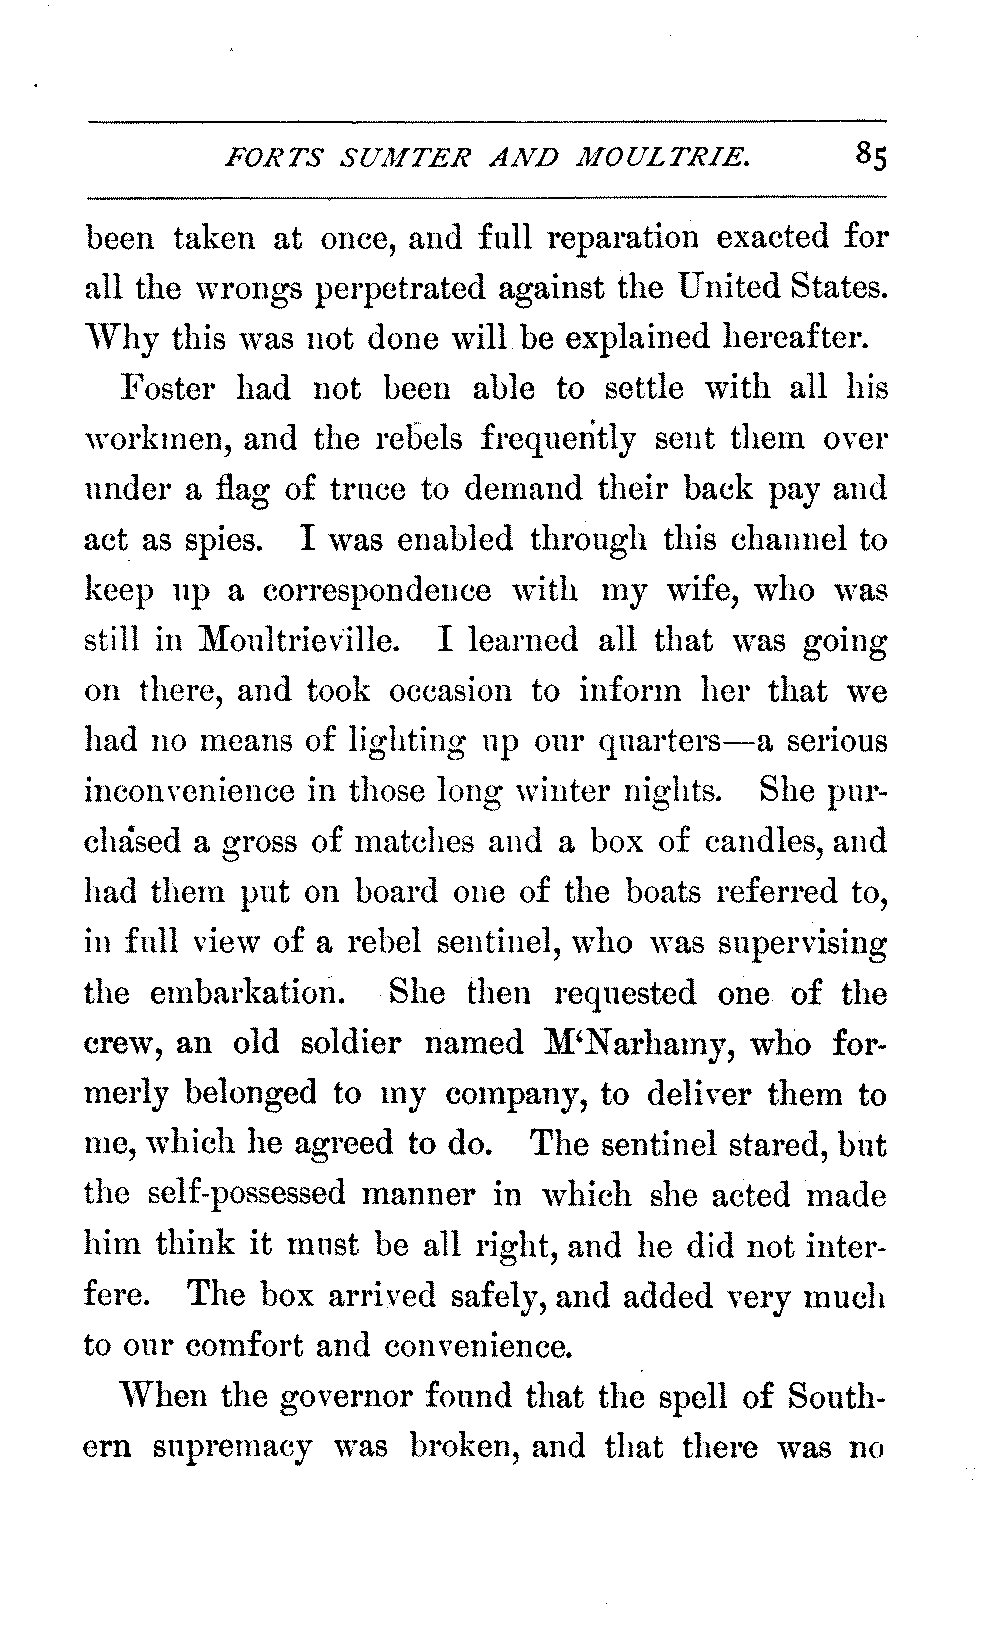 FORTS SUMTER AND MOULTRIE. 85
been taken at once, and full reparation exacted for
all the wrongs perpetrated against the United States.
Why this was not done will be explained hereafter.
Foster had not been able to settle with all his
workmen, and the rebels frequently sent them over
under a flag of truce to demand their back pay and
act as spies. I was enabled through this channel to
keep up a correspondence with my wife, who was
still in Moultrieville. I learned all that was going
on there, and took occasion to inform her that we
had no means of lighting up our quarters—a serious
inconvenience in those long winter nights. She pur-
chased a gross of matches and a box of candles, and
had them put on board one of the boats referred to,
in full view of a rebel sentinel, who was supervising
the embarkation. She then requested one of the
crew, an old soldier named M‘Narhamy, who for-
merly belonged to my company, to deliver them to
me, which he agreed to do. The sentinel stared, but
the self-possessed manner in which she acted made
him think it must be all right, and he did not inter-
fere. The box arrived safely, and added very much
to our comfort and convenience.
When the governor found that the spell of South-
ern supremacy was broken, and that there was no